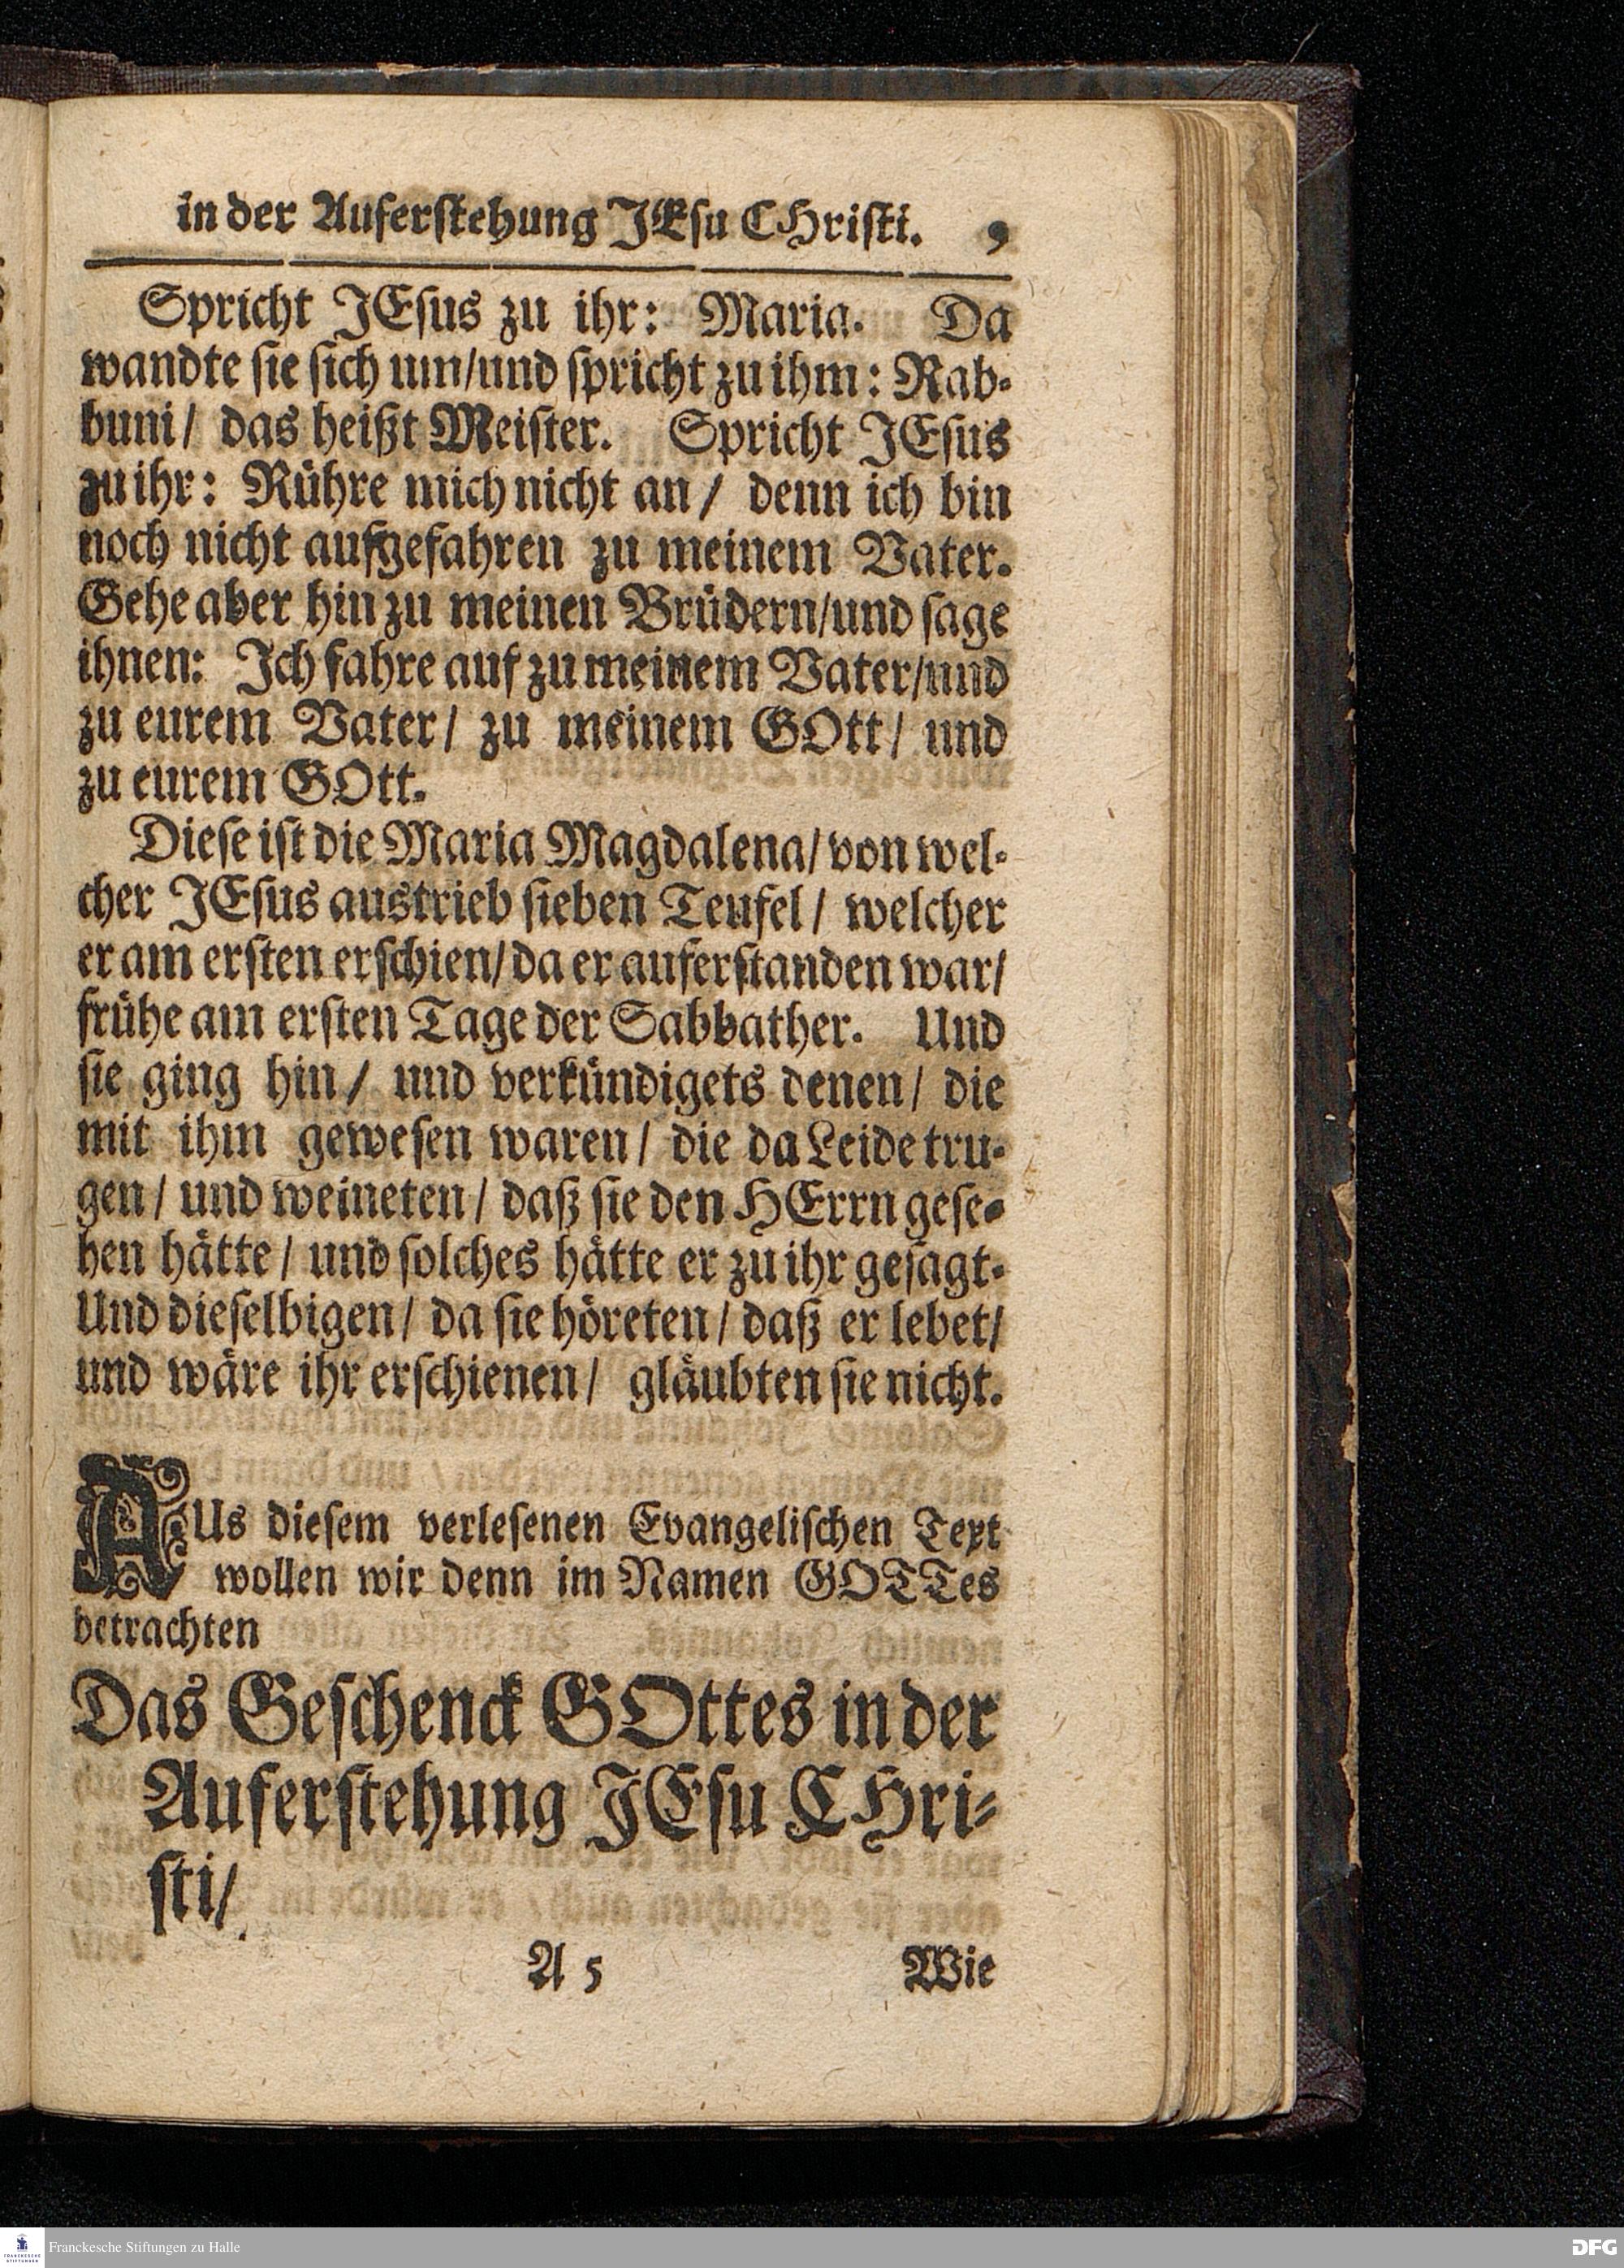 in der Auferstehung JEsu CHristi. 9
Spricht JEsus zu ihr: Maria. Da
wandte sie sich um/und spricht zu ihm: Rab-
buni/ das heißt Meister. Spricht JEsus
zu ihr: Rühre mich nicht an/ denn ich bin
noch nicht aufgefahren zu meinem Vater.
Gehe aber hin zu meinen Brüdern/und sage
ihnen: Ich fahre auf zu meinem Vater/und
zu eurem Vater/ zu meinem GOtt/ und
zu eurem GOtt.
Diese ist die Maria Magdalena/ von wel-
cher JEsus austrieb sieben Teufel/ welcher
er am ersten erschien/ da er auferstanden war/
frühe am ersten Tage der Sabbather. Und
sie ging hin/ und verkündigets denen/ die
mit ihm gewesen waren/ die da Leide tru-
gen/ und weineten/ daß sie den HErrn gese-
hen hätte/ und solches hätte er zu ihr gesagt.
Und dieselbigen/ da sie höreten/ daß er lebet/
und wäre ihr erschienen/ gläubten sie nicht.
AUs diesem verlesenen Evangelischen Text
wollen wir denn im Namen GOTTes
betrachten
Das Geschenck GOttes in der
Auferstehung JEsu CHri-
sti/
A 5 Wie
FRANCKESCHE STIFTUNGEN
Franckesche Stiftungen zu Halle
DFG